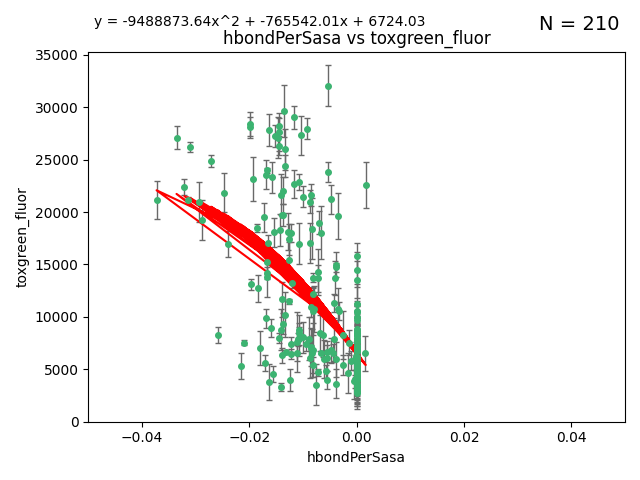 y = -9488873.64x^2 + -765542.01x + 6724.03
N = 210
hbondPerSasa vs toxgreen_fluor
35000
30000
25000
20000
15000
10000
5000
0
toxgreen_fluor
−0.04
−0.02
0.00
0.02
0.04
hbondPerSasa